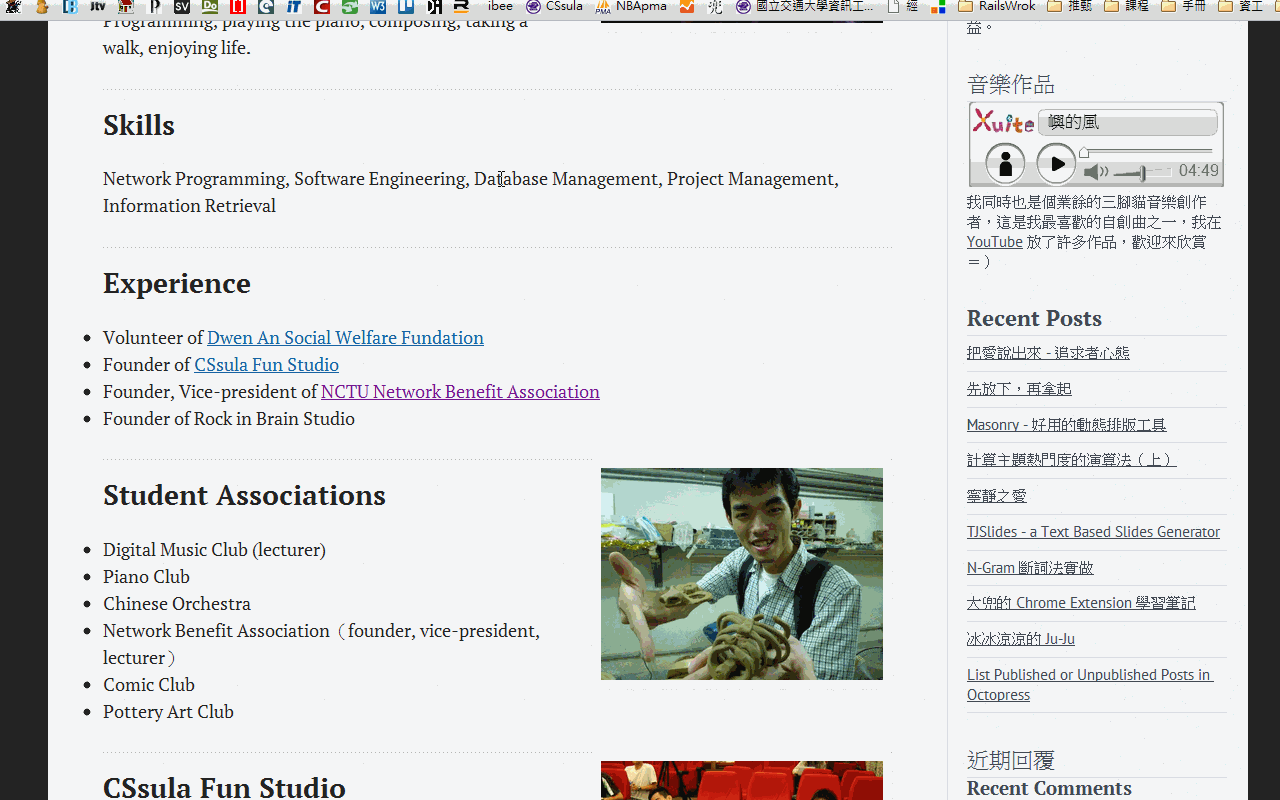 ibee
CSsula
NBApma
國立交通大學資訊工...
經
RailsWrok
推甄
課程
手冊
資工
Programming, playing the piano, composing, taking a
walk, enjoying life.
Skills
Network Programming, Software Engineering, Database Management, Project Management,
Information Retrieval
Experience
Volunteer of Dwen An Social Welfare Fundation
Founder of CSsula Fun Studio
Founder, Vice-president of NCTU Network Benefit Association
Founder of Rock in Brain Studio
Student Associations
Digital Music Club (lecturer)
Piano Club
Chinese Orchestra
Network Benefit Association（founder, vice-president,
lecturer）
Comic Club
Pottery Art Club
CSsula Fun Studio
益。
音樂作品
Xuite
嶼的風
04:49
我同時也是個業餘的三腳貓音樂創作
者，這是我最喜歡的自創曲之一，我在
YouTube 放了許多作品，歡迎來欣賞
＝）
Recent Posts
把愛說出來 - 追求者心態
先放下，再拿起
Masonry - 好用的動態排版工具
計算主題熱門度的演算法（上）
寧靜之愛
TJSlides - a Text Based Slides Generator
N-Gram 斷詞法實做
大兜的 Chrome Extension 學習筆記
冰冰涼涼的 Ju-Ju
List Published or Unpublished Posts in
Octopress
近期回覆
Recent Comments